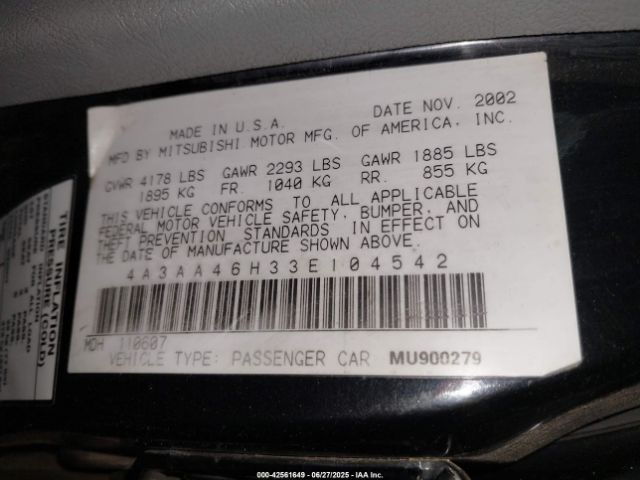 MADE IN U.S.A. DATE NOV. 2002
MFD BY MITSUBISHI MOTOR MFG. OF AMERICA, INC.
GVWR 4178 LBS GAWR 2293 LBS GAWR 1885 LBS
1895 KG FR. 1040 KG RR. 855 KG
THIS VEHICLE CONFORMS TO ALL APPLICABLE
FEDERAL MOTOR VEHICLE SAFETY, BUMPER, AND
THEFT PREVENTION STANDARDS IN EFFECT ON
THE DATE OF MANUFACTURE SHOWN ABOVE.
4A3AA46H33E104542
MDH 110607
VEHICLE TYPE: PASSENGER CAR MU900279
TIRE INFLATION
PRESSURE (COLD)
000-42561649 - 06/27/2025 - © IAA Inc.